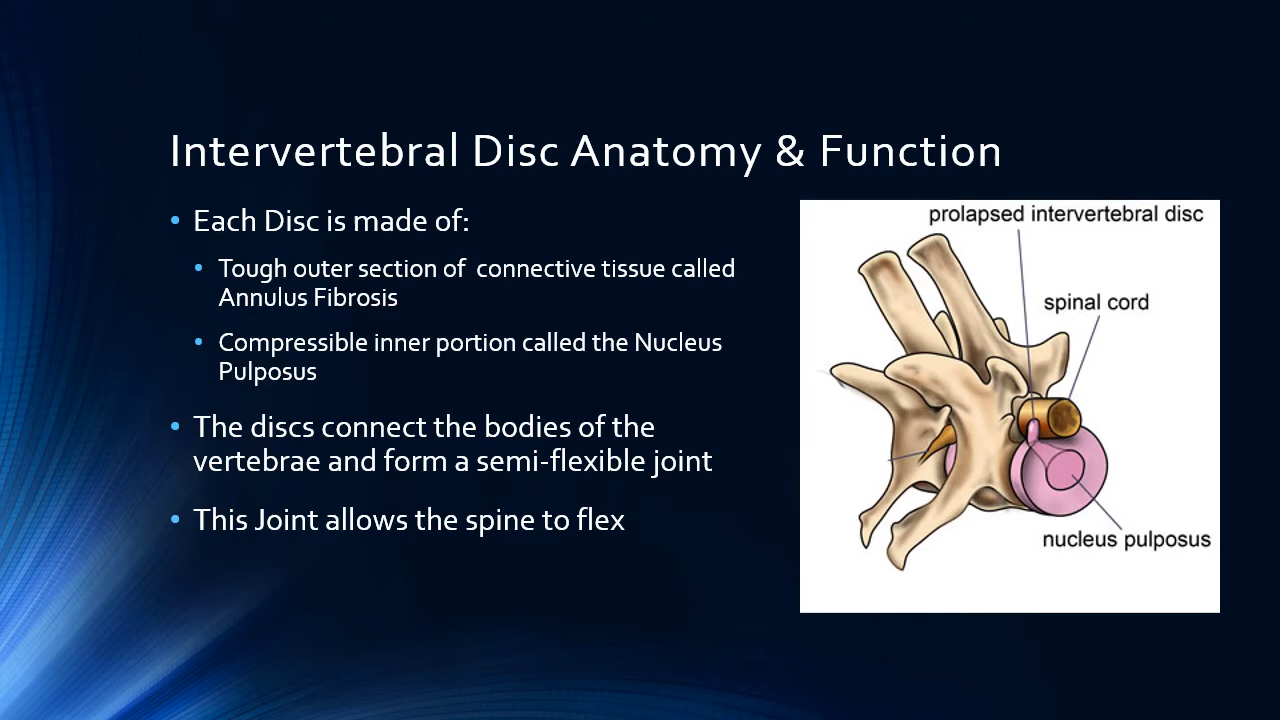 Intervertebral Disc Anatomy & Function
• Each Disc is made of:
• Tough outer section of  connective tissue called
Annulus Fibrosis
• Compressible inner portion called the Nucleus
Pulposus
• The discs connect the bodies of the
vertebrae and form a semi-flexible joint
• This Joint allows the spine to flex
prolapsed intervertebral disc
spinal cord
nucleus pulposus